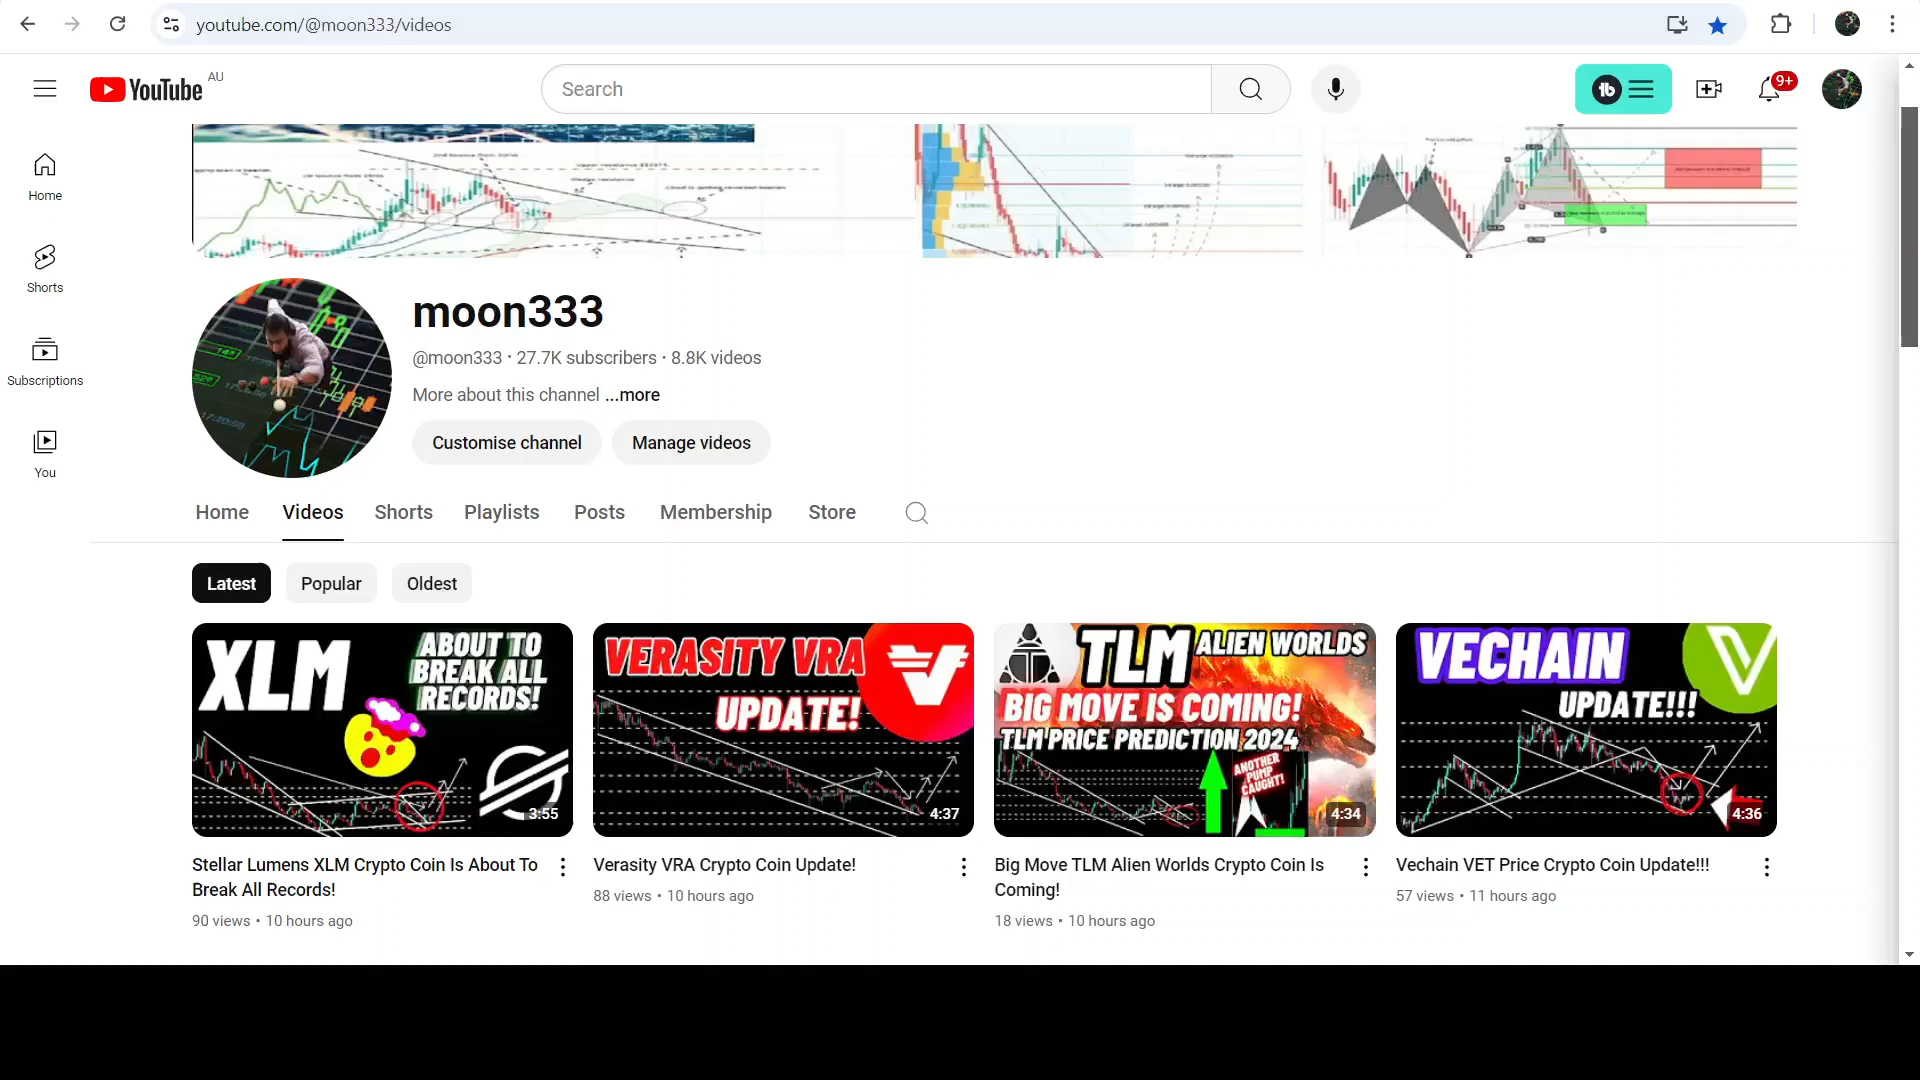 youtube.com/@moon333/videos
YouTube AU
Search
9+
Home
Shorts
Subscriptions
You
moon333
@moon333 · 27.7K subscribers · 8.8K videos
More about this channel ...more
Customise channel
Manage videos
Home
Videos
Shorts
Playlists
Posts
Membership
Store
Latest
Popular
Oldest
XLM
ABOUT TO
BREAK ALL
RECORDS!
3:55
VERASITY VRA
UPDATE!
4:37
TLM ALIEN WORLDS
BIG MOVE IS COMING!
TLM PRICE PREDICTION 2024
ANOTHER
PUMP
CAUGHT!
4:34
VECHAIN
UPDATE!!!
4:36
Stellar Lumens XLM Crypto Coin Is About To
Break All Records!
90 views • 10 hours ago
Verasity VRA Crypto Coin Update!
88 views • 10 hours ago
Big Move TLM Alien Worlds Crypto Coin Is
Coming!
18 views • 10 hours ago
Vechain VET Price Crypto Coin Update!!!
57 views • 11 hours ago